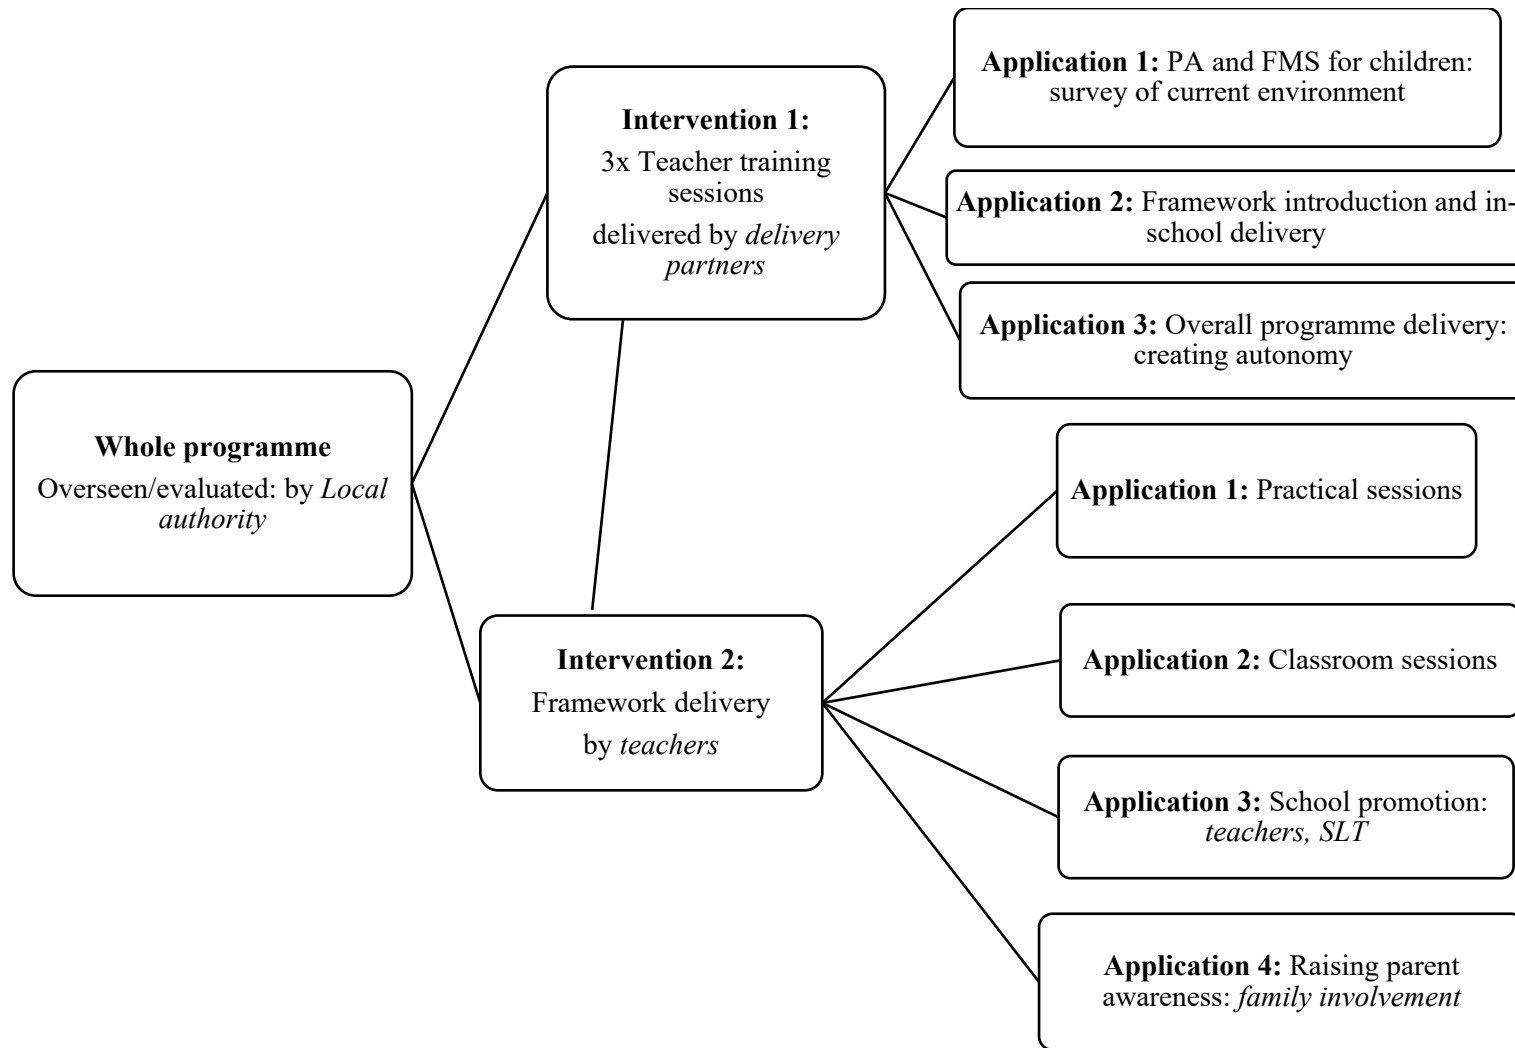 Whole programme
Overseen/evaluated: by Local
authority
Intervention 1:
3x Teacher training
sessions
delivered by delivery
partners
Application 1: PA and FMS for children:
survey of current environment
Application 2: Framework introduction and in-
school delivery
Application 3: Overall programme delivery:
creating autonomy
Intervention 2:
Framework delivery
by teachers
Application 1: Practical sessions
Application 2: Classroom sessions
Application 3: School promotion:
teachers, SLT
Application 4: Raising parent
awareness: family involvement